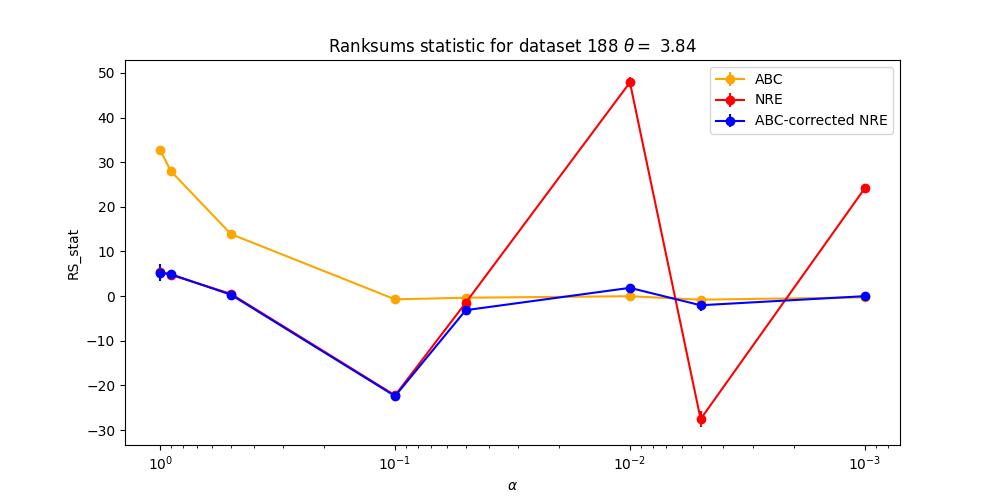 Ranksums statistic for dataset 188 θ = 3.84
ABC
NRE
ABC-corrected NRE
RS_stat
50
40
30
20
10
0
−10
−20
−30
10⁰ 10⁻¹ 10⁻² 10⁻³
α